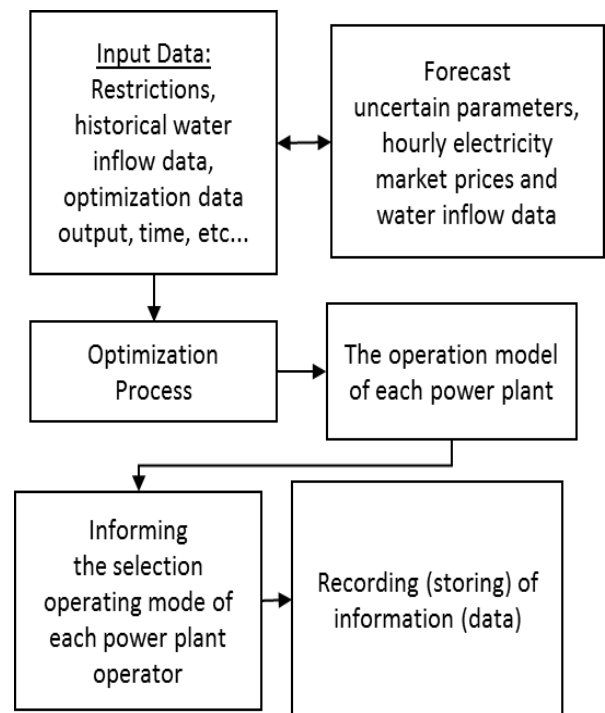 Input Data:
Restrictions,
historical water
inflow data,
optimization data
output, time, etc...
Forecast
uncertain parameters,
hourly electricity
market prices and
water inflow data
Optimization
Process
The operation model
of each power plant
Informing
the selection
operating mode of
each power plant
operator
Recording (storing) of
information (data)